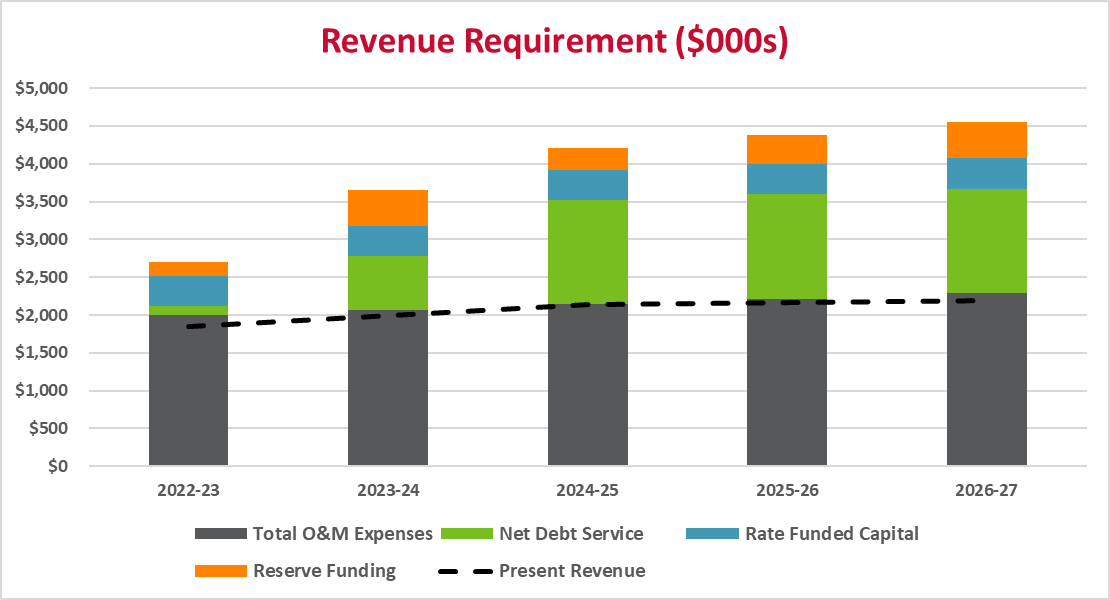 Revenue Requirement ($000s)
$5,000
$4,500
$4,000
$3,500
$3,000
$2,500
$2,000
$1,500
$1,000
$500
$0
2022-23 2023-24 2024-25 2025-26 2026-27
Total O&M Expenses Net Debt Service Rate Funded Capital
Reserve Funding Present Revenue